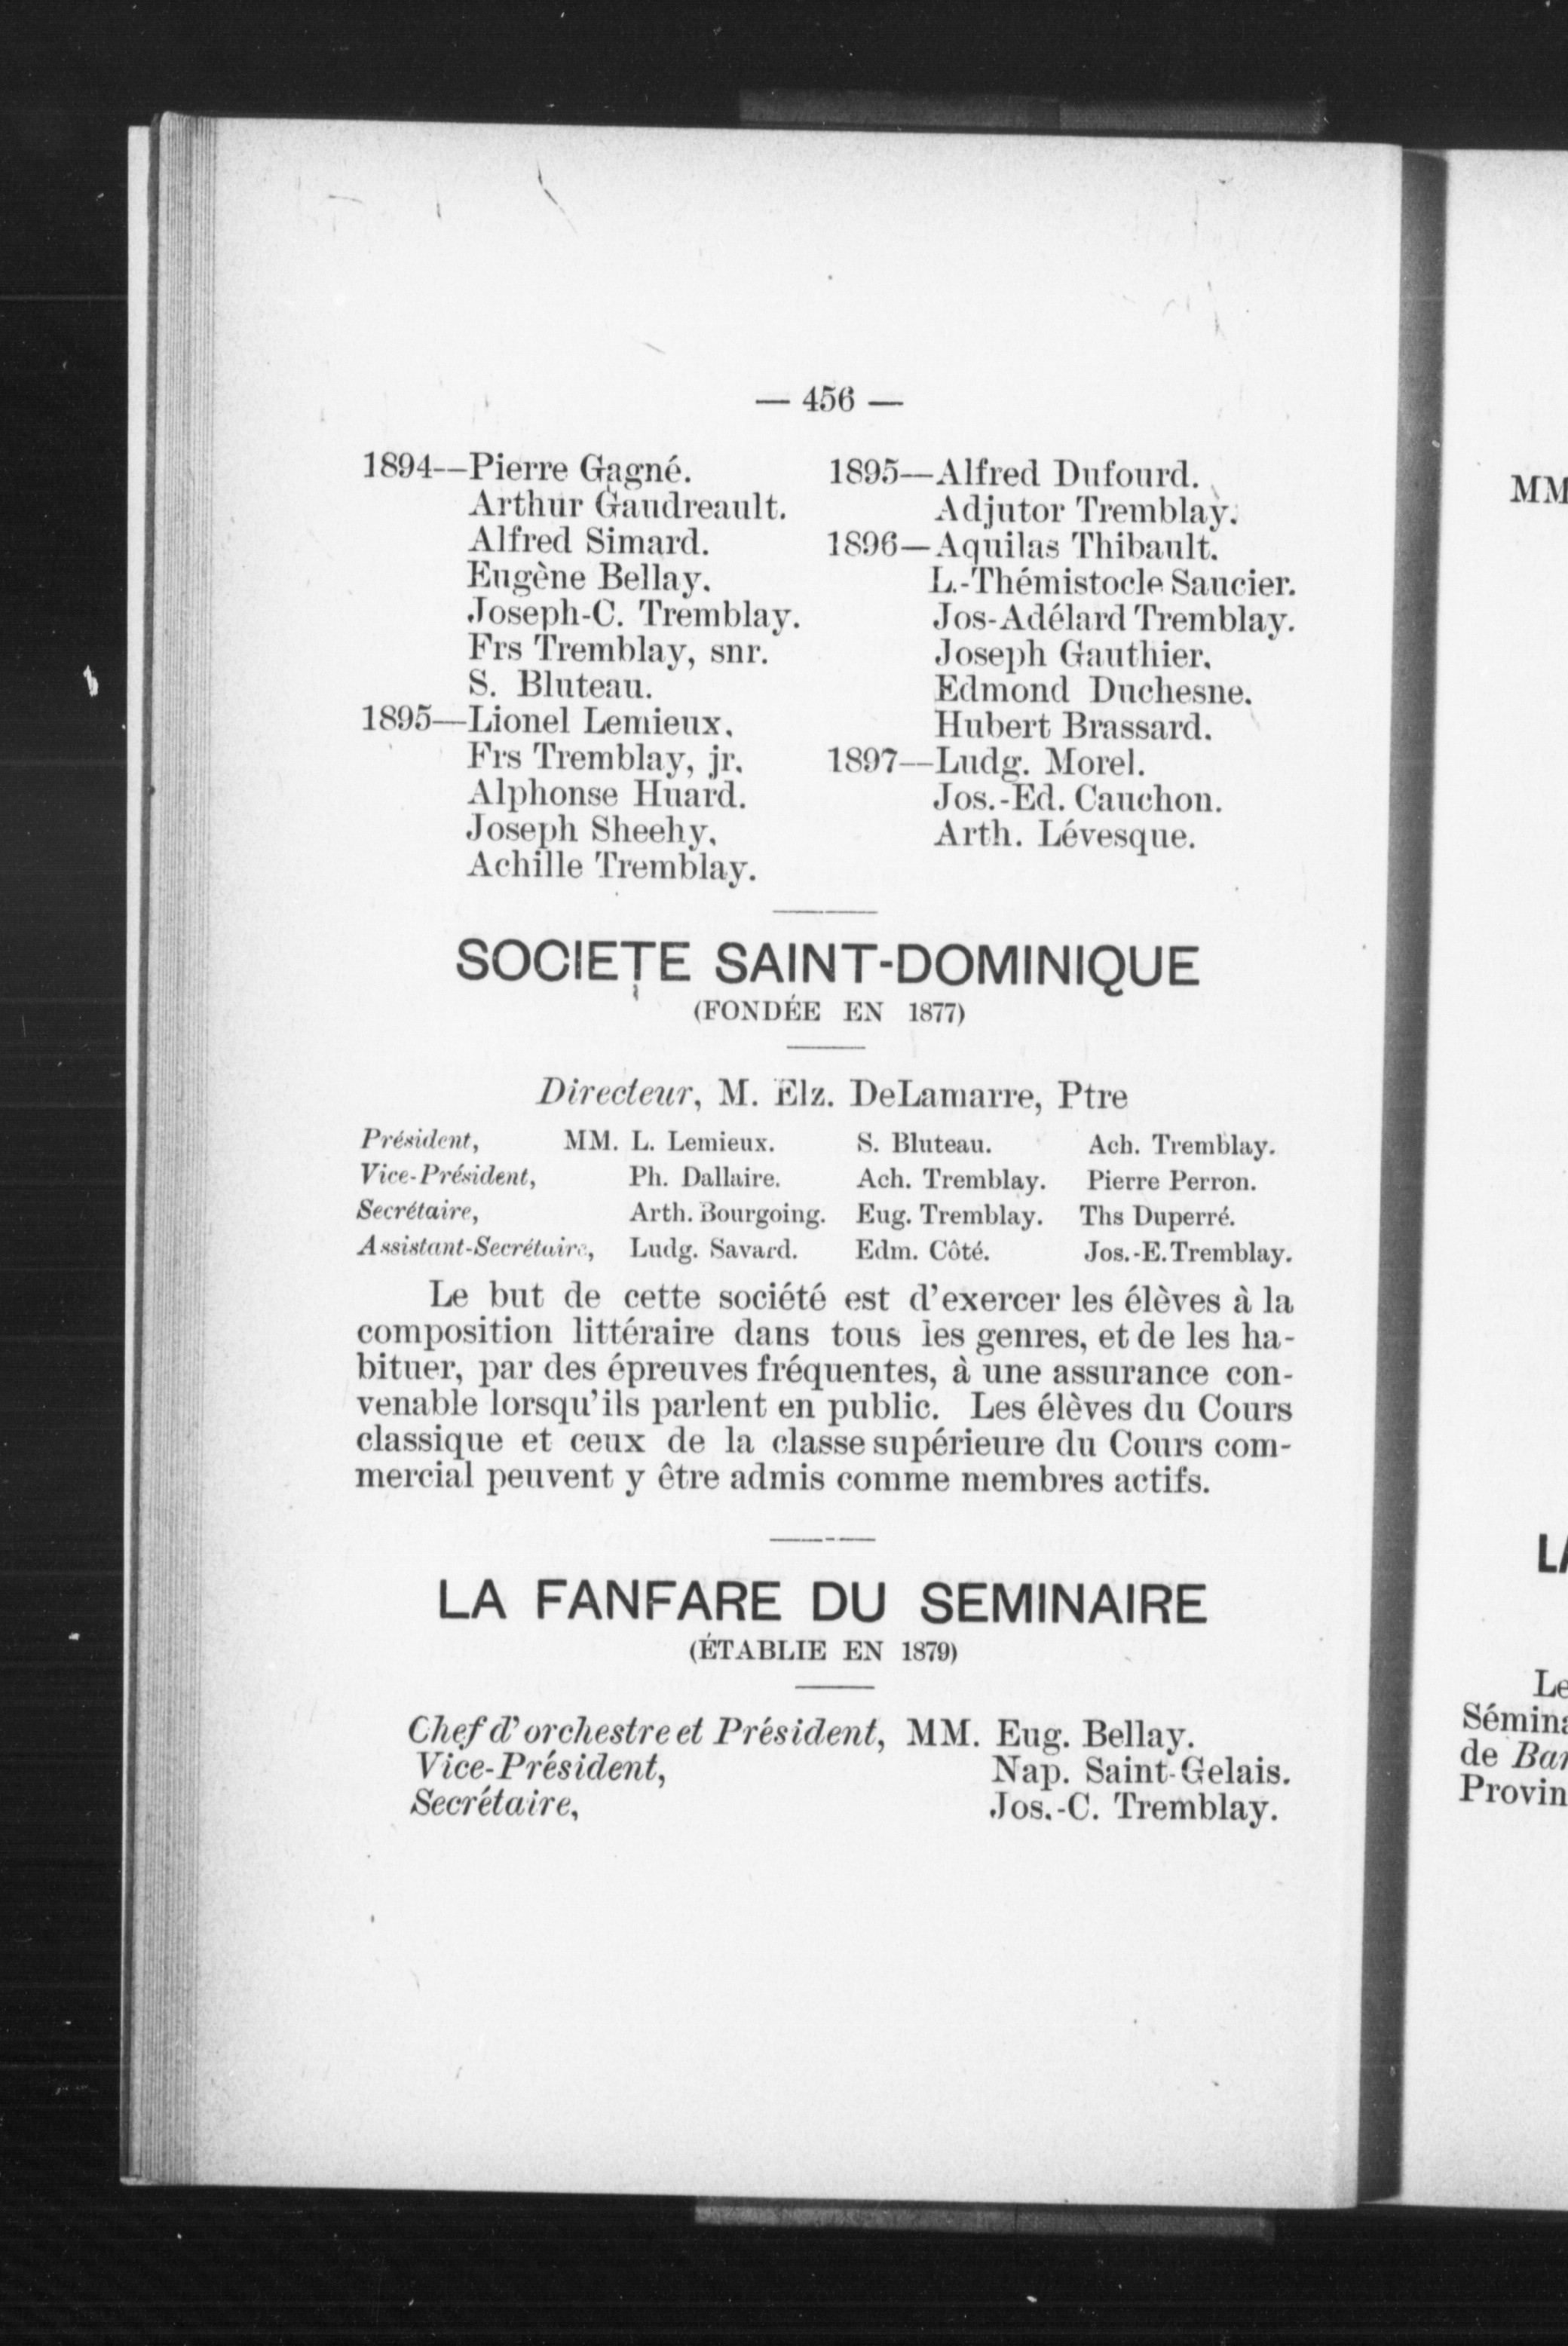 — 456 —
1894—Pierre Gagné.
Arthur Gaudreault.
Alfred Simard.
Eugène Bellay.
Joseph-C. Tremblay.
Frs Tremblay, snr.
S. Bluteau.
1895—Lionel Lemieux.
Frs Tremblay, jr.
Alphonse Huard.
Joseph Sheehy.
Achille Tremblay.
1895—Alfred Dufourd.
Adjutor Tremblay.
1896—Aquilas Thibault.
L.-Thémistocle Saucier.
Jos-Adélard Tremblay.
Joseph Gauthier.
Edmond Duchesne.
Hubert Brassard.
1897—Ludg. Morel.
Jos.-Ed. Cauchon.
Arth. Lévesque.
SOCIETE SAINT-DOMINIQUE
(FONDÉE EN 1877)
Directeur, M. Elz. DeLamarre, Ptre
Président, MM. L. Lemieux. S. Bluteau. Ach. Tremblay.
Vice-Président, Ph. Dallaire. Ach. Tremblay. Pierre Perron.
Secrétaire, Arth. Bourgoing. Eug. Tremblay. Ths Duperré.
Assistant-Secrétaire, Ludg. Savard. Edm. Côté. Jos.-E. Tremblay.
Le but de cette société est d'exercer les élèves à la
composition littéraire dans tous les genres, et de les ha-
bituer, par des épreuves fréquentes, à une assurance con-
venable lorsqu'ils parlent en public. Les élèves du Cours
classique et ceux de la classe supérieure du Cours com-
mercial peuvent y être admis comme membres actifs.
LA FANFARE DU SEMINAIRE
(ÉTABLIE EN 1879)
Chef d'orchestre et Président, MM. Eug. Bellay.
Vice-Président, Nap. Saint-Gelais.
Secrétaire, Jos.-C. Tremblay.
MM
Le
de